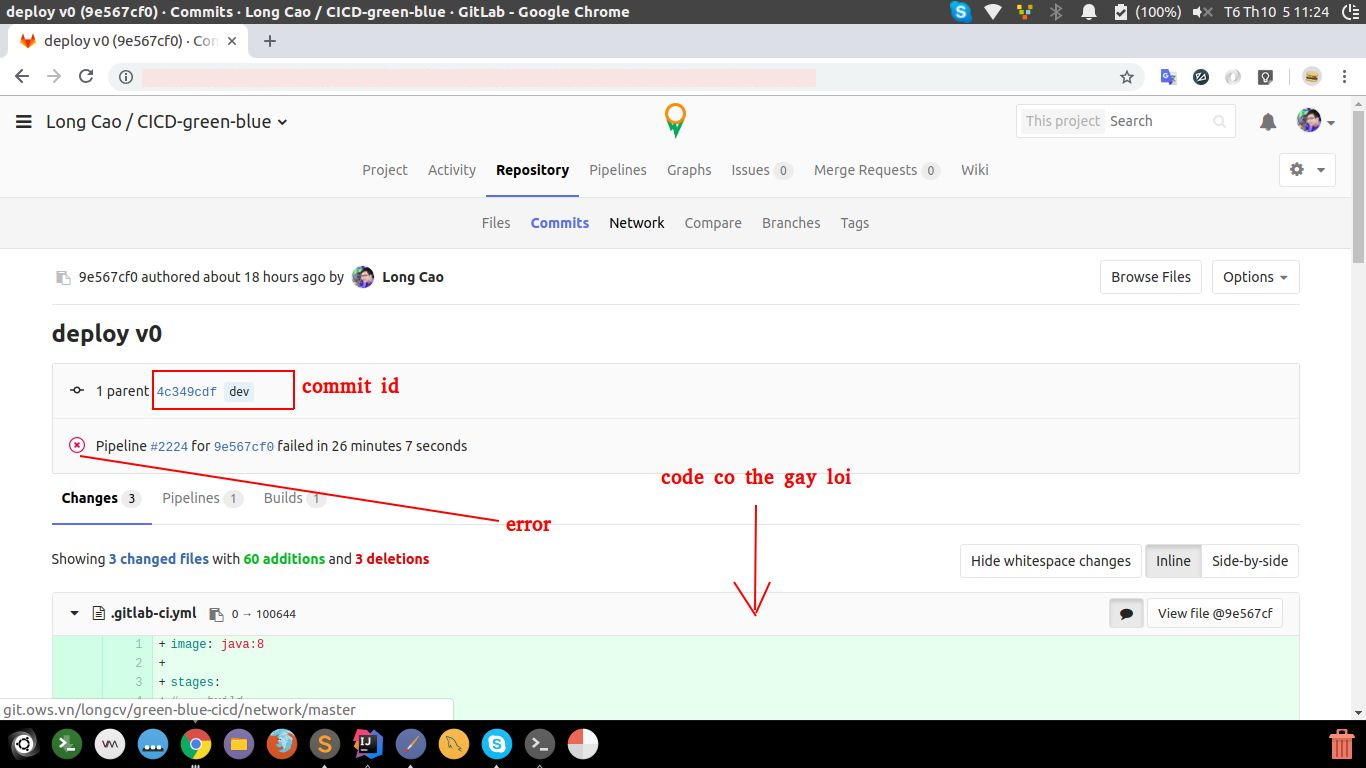 deploy v0 (9e567cf0) · Commits · Long Cao / CICD-green-blue · GitLab - Google Chrome
(100%) T6 Th10 5 11:24
deploy v0 (9e567cf0) · Con
Long Cao / CICD-green-blue
This project Search
Project Activity Repository Pipelines Graphs Issues 0 Merge Requests 0 Wiki
Files Commits Network Compare Branches Tags
9e567cf0 authored about 18 hours ago by Long Cao
Browse Files Options
deploy v0
1 parent 4c349cdf dev
commit id
Pipeline #2224 for 9e567cf0 failed in 26 minutes 7 seconds
code co the gay loi
Changes 3 Pipelines 1 Builds 1
error
Showing 3 changed files with 60 additions and 3 deletions
Hide whitespace changes Inline Side-by-side
.gitlab-ci.yml 0 → 100644
View file @9e567cf
1 + image: java:8
2 +
3 + stages:
git.ows.vn/longcv/green-blue-cicd/network/master